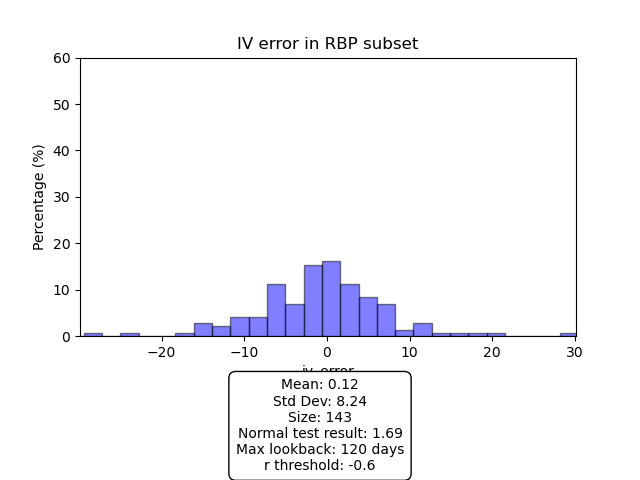 IV error in RBP subset
Percentage (%)
60
50
40
30
20
10
0
−20
−10
0
10
20
30
iv_error
Mean: 0.12
Std Dev: 8.24
Size: 143
Normal test result: 1.69
Max lookback: 120 days
r threshold: -0.6